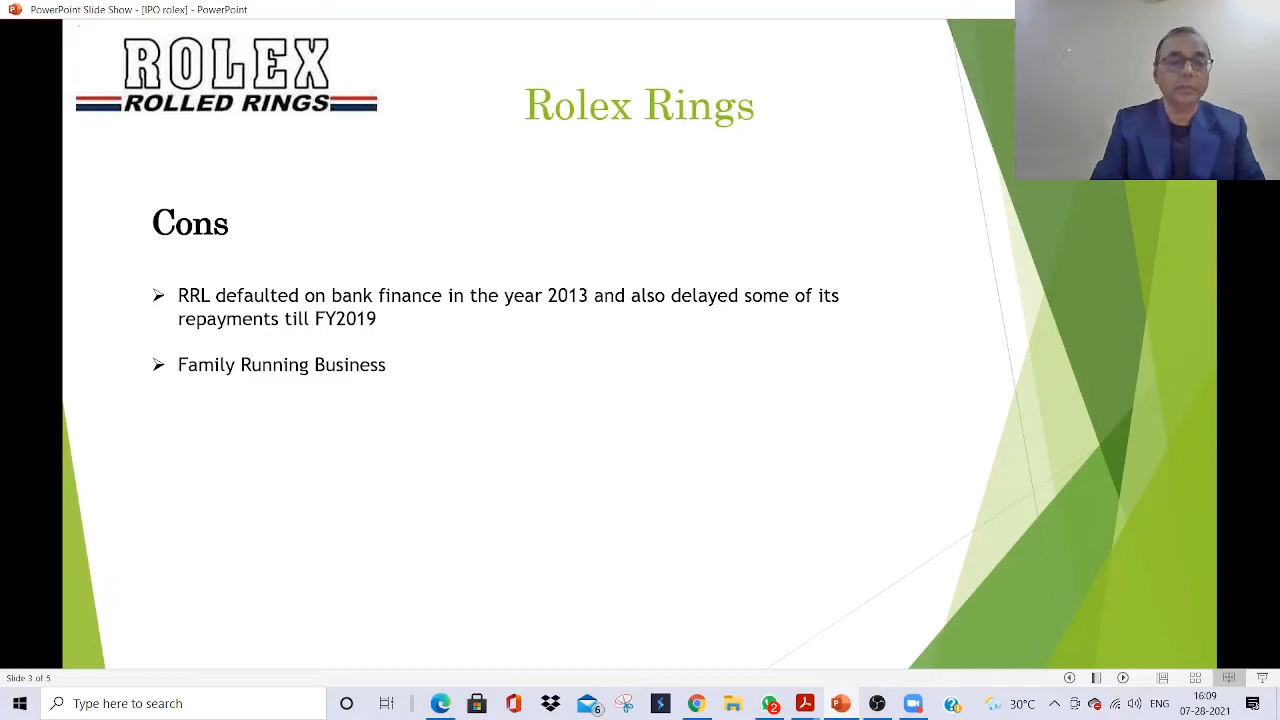 PowerPoint Slide Show - [IPO rolex] - PowerPoint
ROLEX
ROLLED RINGS
Rolex Rings
Cons
RRL defaulted on bank finance in the year 2013 and also delayed some of its
repayments till FY2019
Family Running Business
Slide 3 of 5
Type here to search
6
2
30°C
ENG
16:09
07-28-2021